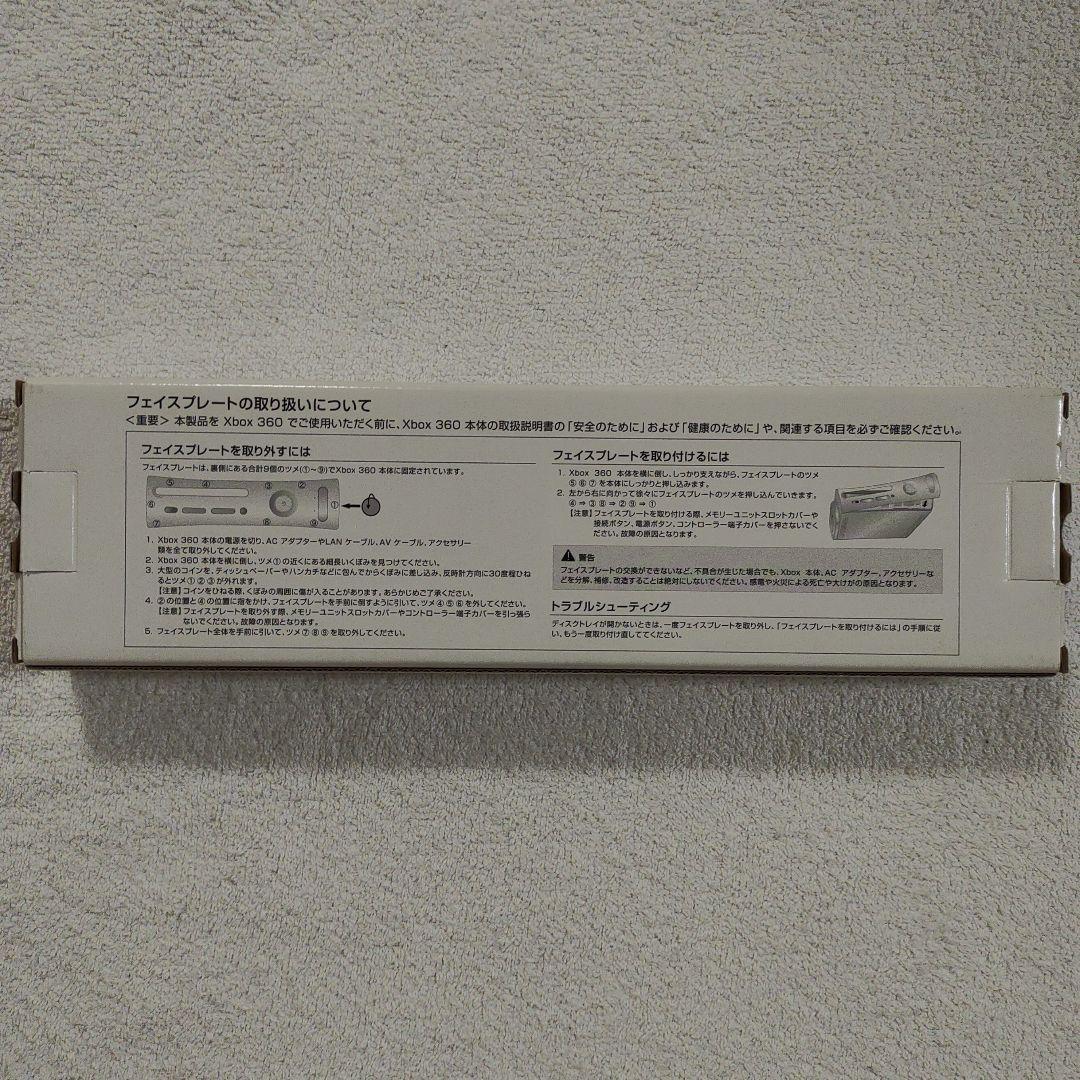 フェイスプレートの取り扱いについて
<重要> 本製品を Xbox 360 でご使用いただく前に、Xbox 360 本体の取扱説明書の「安全のために」および「健康のために」や、関連する項目を必ずご確認ください。
フェイスプレートを取り外すには
フェイスプレートは、裏側にある合計9個のツメ(①~⑨)でXbox 360 本体に固定されています。
⑤ ④ ③ ②
⑥ ①
⑦ ⑧ ⑨
1. Xbox 360 本体の電源を切り、AC アダプターやLAN ケーブル、AV ケーブル、アクセサリー
類を全て取り外してください。
2. Xbox 360 本体を横に倒し、ツメ①の近くにある細長いくぼみを見つけてください。
3. 大型のコインを、ティッシュペーパーやハンカチなどに包んでからくぼみに差し込み、反時計方向に30度程ひね
るとツメ ① ② ③ が外れます。
【注意】コインをひねる際、くぼみの周囲に傷が入ることがあります。あらかじめご了承ください。
4. ②の位置と④の位置に指をかけ、フェイスプレートを手前に倒すように引いて、ツメ ④ ⑤ ⑥ を外してください。
【注意】フェイスプレートを取り外す際、メモリーユニットスロットカバーやコントローラー端子カバーを引っ張ら
ないでください。故障の原因となります。
5. フェイスプレート全体を手前に引いて、ツメ ⑦ ⑧ ⑨ を取り外してください。
フェイスプレートを取り付けるには
1. Xbox 360 本体を横に倒し、しっかり支えながら、フェイスプレートのツメ
⑤ ⑥ ⑦ を本体にしっかりと押し込みます。
2. 左から右に向かって徐々にフェイスプレートのツメを押し込んでいきます。
④ ⇒ ③ ⑧ ⇒ ② ⑨ ⇒ ①
【注意】フェイスプレートを取り付ける際、メモリーユニットスロットカバーや
接続ボタン、電源ボタン、コントローラー端子カバーを押さないでく
ださい。故障の原因となります。
警告
フェイスプレートの交換ができないなど、不具合が生じた場合でも、Xbox 本体、AC アダプター、アクセサリーな
どを分解、補修、改造することは絶対にしないでください。感電や火災による死亡や大けがの原因となります。
トラブルシューティング
ディスクトレイが開かないときは、一度フェイスプレートを取り外し、「フェイスプレートを取り付けるには」の手順に従
い、もう一度取り付け直してください。